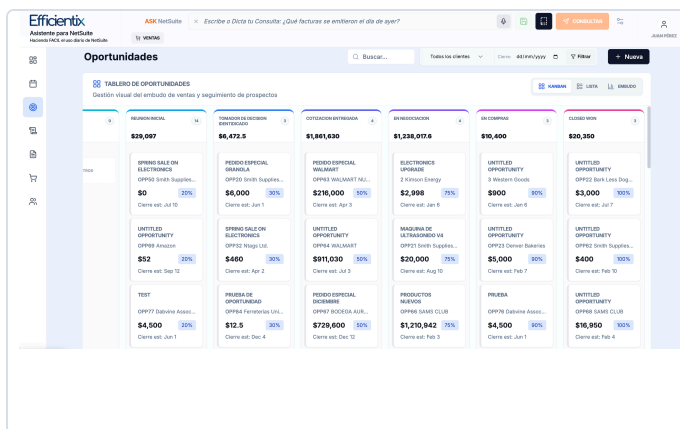 Efficientix
Asistente para NetSuite
Haciendo FÁCIL el uso diario de NetSuite
ASK NetSuite
Escribe o Dicta tu Consulta: ¿Qué facturas se emitieron el día de ayer?
CONSULTAR
JUAN PÉREZ
VENTAS
Oportunidades
Buscar...
Todos los clientes
Cierre:
dd/mm/yyyy
Filtrar
+ Nueva
TABLERO DE OPORTUNIDADES
Gestión visual del embudo de ventas y seguimiento de prospectos
KANBAN
LISTA
EMBUDO
0
REUNION INICIAL
$29,097
SPRING SALE ON
ELECTRONICS
OPP50 Smith Supplies...
$0 20%
Cierre est: Jul 10
UNTITLED
OPPORTUNITY
OPP69 Amazon
$52 20%
Cierre est: Sep 12
TEST
OPP77 Dabvine Assoc...
$4,500 20%
Cierre est: Jun 1
TOMADOR DE DECISION
IDENTIFICADO
$6,472.5
PEDIDO ESPECIAL
GRANOLA
OPP20 Smith Supplies...
$6,000 30%
Cierre est: Jun 1
SPRING SALE ON
ELECTRONICS
OPP32 Ntags Ltd.
$460 30%
Cierre est: Apr 2
PRUEBA DE
OPORTUNIDAD
OPP84 Ferreterias Uni...
$12.5 30%
Cierre est: Dec 4
COTIZACION ENTREGADA 4
$1,861,630
PEDIDO ESPECIAL
WALMART
OPP63 WALMART NU...
$216,000 50%
Cierre est: Apr 3
UNTITLED
OPPORTUNITY
OPP64 WALMART
$911,030 50%
Cierre est: Jul 3
PEDIDO ESPECIAL
DICIEMBRE
OPP67 BODEGA AUR...
$729,600 50%
Cierre est: Dec 12
EN NEGOCIACION 4
$1,238,017.6
ELECTRONICS
UPGRADE
2 Kimson Energy
$2,998 75%
Cierre est: Jan 6
MAQUINA DE
ULTRASONIDO V4
OPP21 Smith Supplies...
$20,000 75%
Cierre est: Aug 10
PRODUCTOS
NUEVOS
OPP66 SAMS CLUB
$1,210,942 75%
Cierre est: Feb 3
EN COMPRAS 3
$10,400
UNTITLED
OPPORTUNITY
3 Western Goods
$900 90%
Cierre est: Jan 6
UNTITLED
OPPORTUNITY
OPP23 Denver Bakeries
$5,000 90%
Cierre est: Feb 7
PRUEBA
OPP76 Dabvine Assoc...
$4,500 90%
Cierre est: Jun 1
CLOSED WON 3
$20,350
UNTITLED
OPPORTUNITY
OPP22 Bark Less Dog...
$3,000 100%
Cierre est: Jul 7
UNTITLED
OPPORTUNITY
OPP62 Smith Supplies...
$400 100%
Cierre est: Feb 10
UNTITLED
OPPORTUNITY
OPP68 SAMS CLUB
$16,950 100%
Cierre est: Feb 4